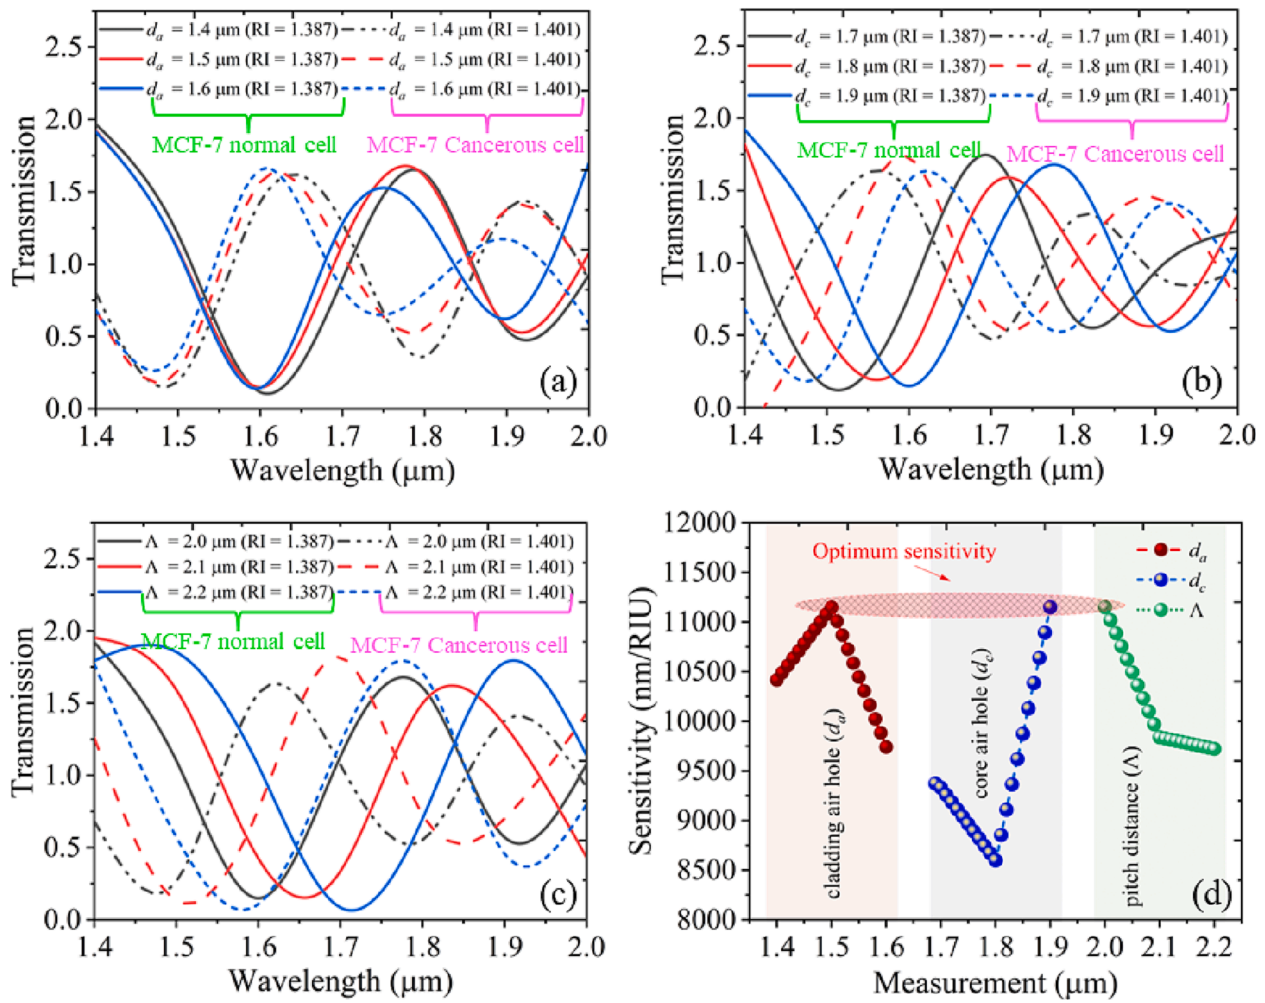 d_a = 1.4 μm (RI = 1.387) d_a = 1.4 μm (RI = 1.401)
d_a = 1.5 μm (RI = 1.387) d_a = 1.5 μm (RI = 1.401)
d_a = 1.6 μm (RI = 1.387) d_a = 1.6 μm (RI = 1.401)
MCF-7 normal cell MCF-7 Cancerous cell
2.5
2.0
1.5
1.0
0.5
0.0
Transmission
(a)
1.4 1.5 1.6 1.7 1.8 1.9 2.0
Wavelength (μm)
d_c = 1.7 μm (RI = 1.387) d_c = 1.7 μm (RI = 1.401)
d_c = 1.8 μm (RI = 1.387) d_c = 1.8 μm (RI = 1.401)
d_c = 1.9 μm (RI = 1.387) d_c = 1.9 μm (RI = 1.401)
MCF-7 normal cell MCF-7 Cancerous cell
2.5
2.0
1.5
1.0
0.5
0.0
Transmission
(b)
1.4 1.5 1.6 1.7 1.8 1.9 2.0
Wavelength (μm)
Λ = 2.0 μm (RI = 1.387) Λ = 2.0 μm (RI = 1.401)
Λ = 2.1 μm (RI = 1.387) Λ = 2.1 μm (RI = 1.401)
Λ = 2.2 μm (RI = 1.387) Λ = 2.2 μm (RI = 1.401)
MCF-7 normal cell MCF-7 Cancerous cell
2.5
2.0
1.5
1.0
0.5
0.0
Transmission
(c)
1.4 1.5 1.6 1.7 1.8 1.9 2.0
Wavelength (μm)
12000
11500
11000
10500
10000
9500
9000
8500
8000
Sensitivity (nm/RIU)
Optimum sensitivity
d_a
d_c
Λ
cladding air hole (d_a)
core air hole (d_c)
pitch distance (Λ)
(d)
1.4 1.5 1.6 1.7 1.8 1.9 2.0 2.1 2.2
Measurement (μm)